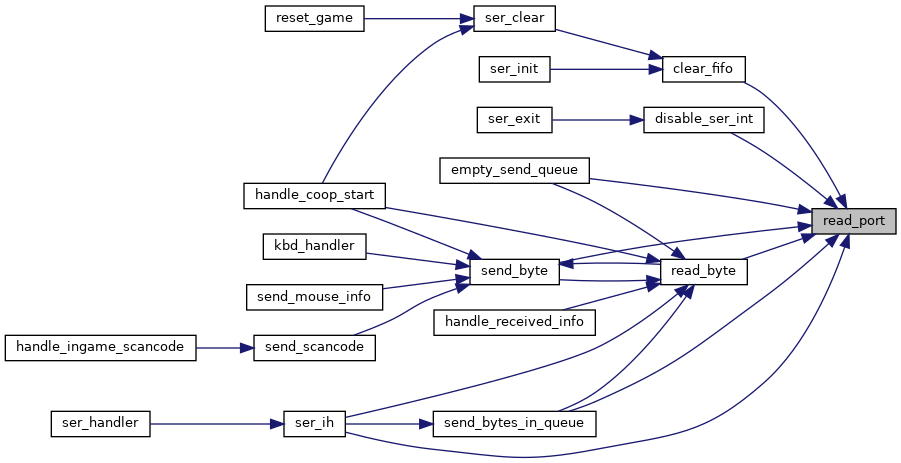 reset_game
ser_clear
ser_init
clear_fifo
ser_exit
disable_ser_int
empty_send_queue
handle_coop_start
read_port
kbd_handler
send_byte
read_byte
send_mouse_info
handle_received_info
handle_ingame_scancode
send_scancode
ser_handler
ser_ih
send_bytes_in_queue